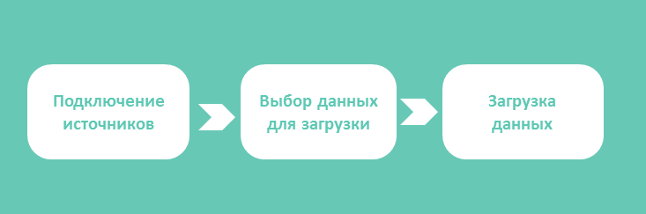 Подключение
источников
Выбор данных
для загрузки
Загрузка
данных